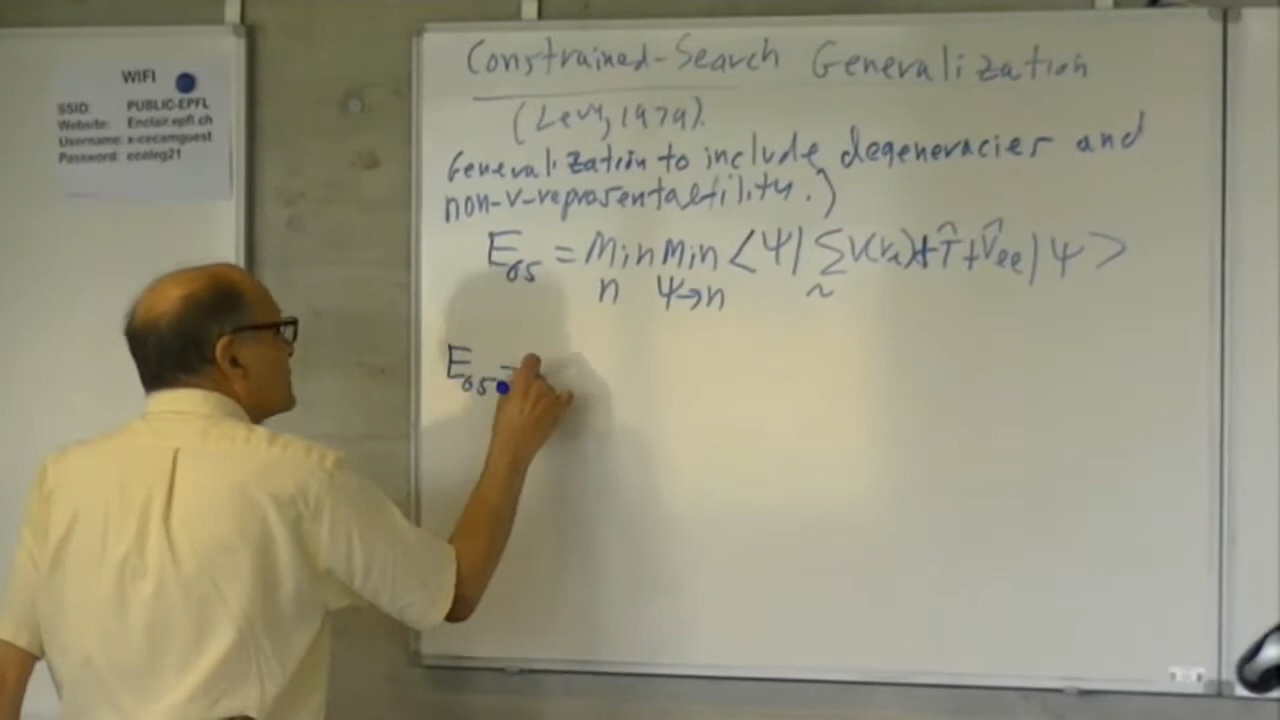 WIFI
SSID: PUBLIC-EPFL
Website: Enclair.epfl.ch
Username: x-cecamguest
Password: ecoleg21
Constrained-Search Generalization
(Levy, 1979).
Generalization to include degeneracies and
non-v-representability.)
E_GS = Min Min <Ψ| Σ v(r_i) + T̂ + V̂_ee | Ψ>
n Ψ→n ~
E_GS =